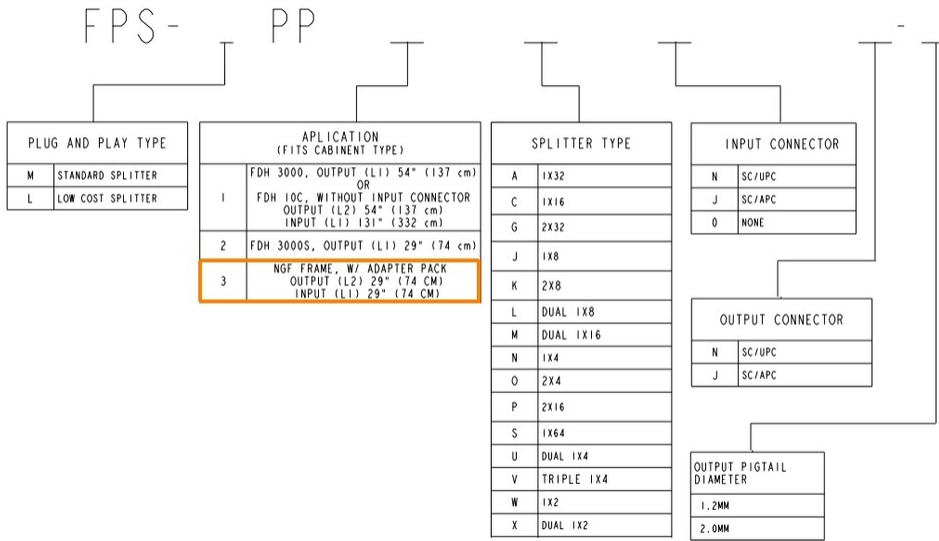 FPS-_ PP _ _ _ _-_
PLUG AND PLAY TYPE
M STANDARD SPLITTER
L LOW COST SPLITTER
APLICATION
(FITS CABINENT TYPE)
1 FDH 3000, OUTPUT (L1) 54" (137 cm)
OR
FDH 10C, WITHOUT INPUT CONNECTOR
OUTPUT (L2) 54" (137 cm)
INPUT (L1) 131" (332 cm)
2 FDH 3000S, OUTPUT (L1) 29" (74 cm)
3 NGF FRAME, W/ ADAPTER PACK
OUTPUT (L2) 29" (74 CM)
INPUT (L1) 29" (74 CM)
SPLITTER TYPE
A 1X32
C 1X16
G 2X32
J 1X8
K 2X8
L DUAL 1X8
M DUAL 1X16
N 1X4
O 2X4
P 2X16
S 1X64
U DUAL 1X4
V TRIPLE 1X4
W 1X2
X DUAL 1X2
INPUT CONNECTOR
N SC/UPC
J SC/APC
0 NONE
OUTPUT CONNECTOR
N SC/UPC
J SC/APC
OUTPUT PIGTAIL
DIAMETER
1.2MM
2.0MM